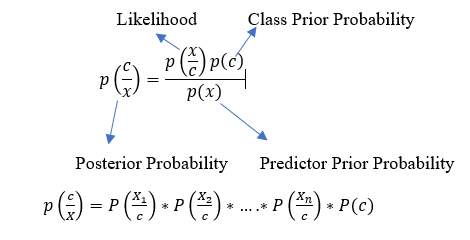 Likelihood Class Prior Probability
p(c/x) = p(x/c) p(c) / p(x)
Posterior Probability Predictor Prior Probability
p(c/X) = P(X₁/c) * P(X₂/c) * ….* P(Xₙ/c) * P(c)